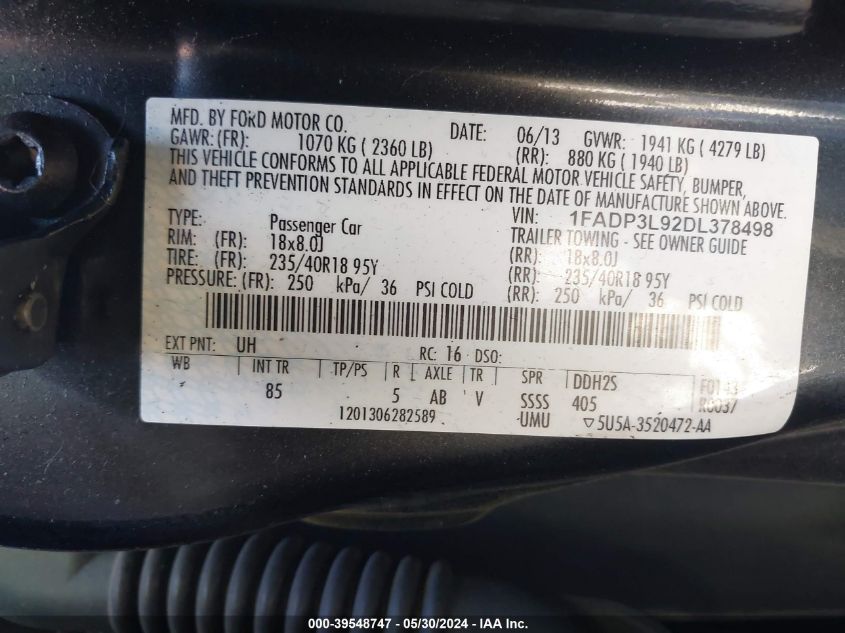 MFD. BY FORD MOTOR CO. DATE: 06/13 GVWR: 1941 KG ( 4279 LB)
GAWR: (FR): 1070 KG ( 2360 LB) (RR): 880 KG ( 1940 LB)
THIS VEHICLE CONFORMS TO ALL APPLICABLE FEDERAL MOTOR VEHICLE SAFETY, BUMPER,
AND THEFT PREVENTION STANDARDS IN EFFECT ON THE DATE OF MANUFACTURE SHOWN ABOVE.
VIN: 1FADP3L92DL378498
TYPE: Passenger Car TRAILER TOWING - SEE OWNER GUIDE
RIM: (FR): 18x8.0J (RR): 18x8.0J
TIRE: (FR): 235/40R18 95Y (RR): 235/40R18 95Y
PRESSURE: (FR): 250 kPa/ 36 PSI COLD (RR): 250 kPa/ 36 PSI COLD
EXT PNT: UH RC: 16 DSO:
WB INT TR TP/PS R AXLE TR SPR DDH2S
85 5 AB V SSSS 405 R0037
1201306282589 UMU ▽5U5A-3520472-AA
000-39548747 - 05/30/2024 - IAA Inc.